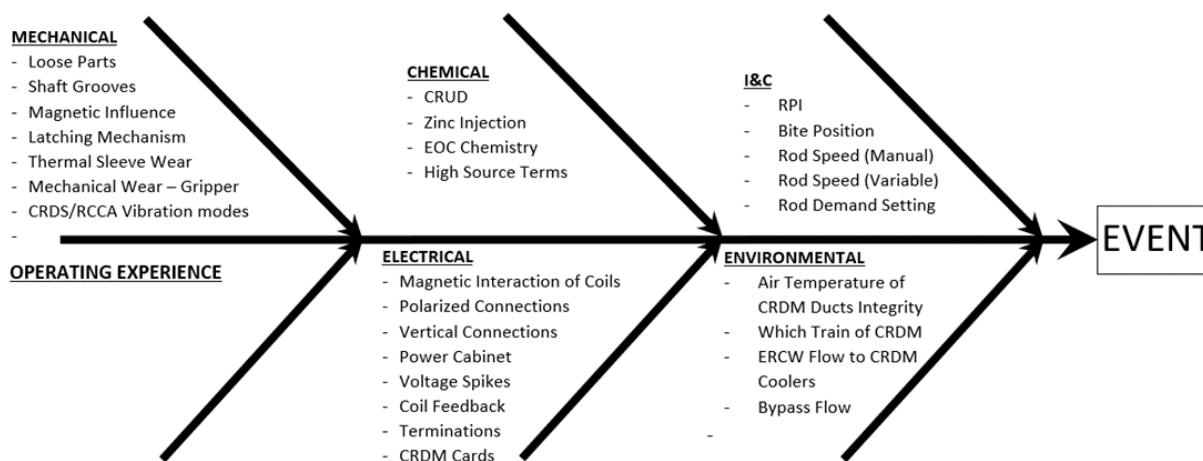 MECHANICAL
- Loose Parts
- Shaft Grooves
- Magnetic Influence
- Latching Mechanism
- Thermal Sleeve Wear
- Mechanical Wear – Gripper
- CRDS/RCCA Vibration modes
-
CHEMICAL
- CRUD
- Zinc Injection
- EOC Chemistry
- High Source Terms
I&C
- RPI
- Bite Position
- Rod Speed (Manual)
- Rod Speed (Variable)
- Rod Demand Setting
EVENT
OPERATING EXPERIENCE
ELECTRICAL
- Magnetic Interaction of Coils
- Polarized Connections
- Vertical Connections
- Power Cabinet
- Voltage Spikes
- Coil Feedback
- Terminations
- CRDM Cards
ENVIRONMENTAL
- Air Temperature of
CRDM Ducts Integrity
- Which Train of CRDM
- ERCW Flow to CRDM
Coolers
- Bypass Flow
-